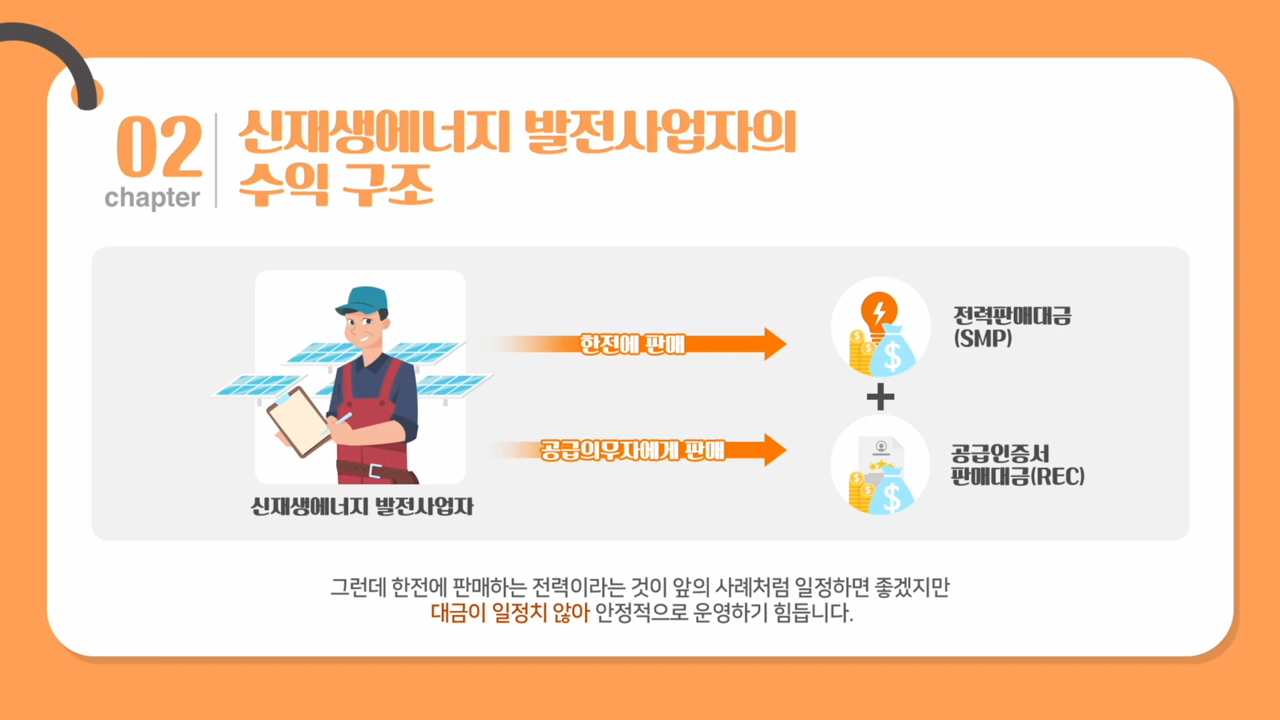 02
chapter
신재생에너지 발전사업자의
수익 구조
한전에 판매
전력판매대금
(SMP)
공급의무자에게 판매
공급인증서
판매대금(REC)
신재생에너지 발전사업자
그런데 한전에 판매하는 전력이라는 것이 앞의 사례처럼 일정하면 좋겠지만
대금이 일정치 않아 안정적으로 운영하기 힘듭니다.